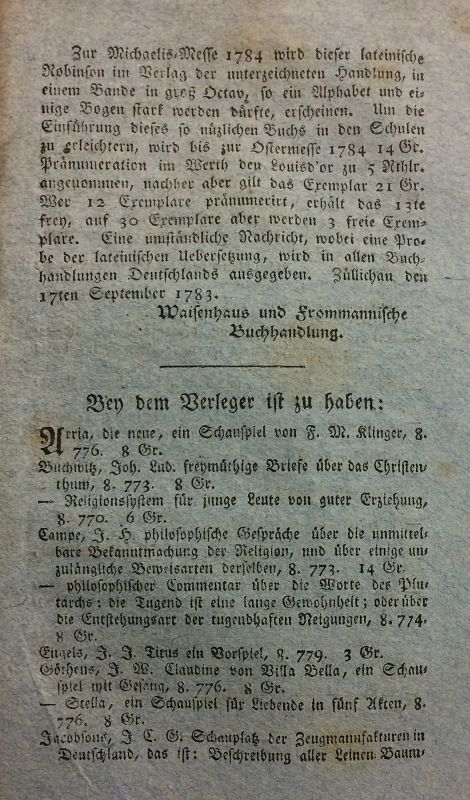 Zur Michaelis-Messe 1784 wird dieser lateinische
Robinson im Verlag der unterzeichneten Handlung, in
einem Bande in groß Octav, so ein Alphabet und ei-
nige Bogen stark werden dürfte, erscheinen. Um die
Einführung dieses so nüzlichen Buchs in den Schulen
zu erleichtern, wird bis zur Ostermesse 1784 14 Gr.
Pränumeration im Werth den Louisd'or zu 5 Rthlr.
angenommen, nachher aber gilt das Exemplar 21 Gr.
Wer 12 Exemplare pränumerirt, erhält das 13te
frey, auf 30 Exemplare aber werden 3 freie Exem-
plare. Eine umständliche Nachricht, wobei eine Pro-
be der lateinischen Uebersetzung, wird in allen Buch-
handlungen Deutschlands ausgegeben. Züllichau den
17ten September 1783.
Waisenhaus und Frommannische
Buchhandlung.
Bey dem Verleger ist zu haben:
Arria, die neue, ein Schauspiel von F. M. Klinger, 8.
776. 8 Gr.
Buchwitz, Joh. Lud. freymüthige Briefe über das Christen-
thum, 8. 773. 8 Gr.
— Religionssystem für junge Leute von guter Erziehung,
8. 770. 6 Gr.
Campe, J. H. philosophische Gespräche über die unmittel-
bare Bekanntmachung der Religion, und über einige un-
zulängliche Beweisarten derselben, 8. 773. 14 Gr.
— philosophischer Commentar über die Worte des Plu-
tarchs: die Tugend ist eine lange Gewohnheit; oder über
die Entstehungsart der tugendhaften Neigungen, 8. 774.
8 Gr.
Engels, J. J. Titus ein Vorspiel, 8. 779. 3 Gr.
Göthens, J. W. Claudine von Villa Bella, ein Schau-
spiel mit Gesang, 8. 776. 8 Gr.
— Stella, ein Schauspiel für Liebende in fünf Akten, 8.
776. 8 Gr.
Jacobsons, J. C. G. Schauplatz der Zeugmanufakturen in
Deutschland, das ist: Beschreibung aller Leinen- Baum-